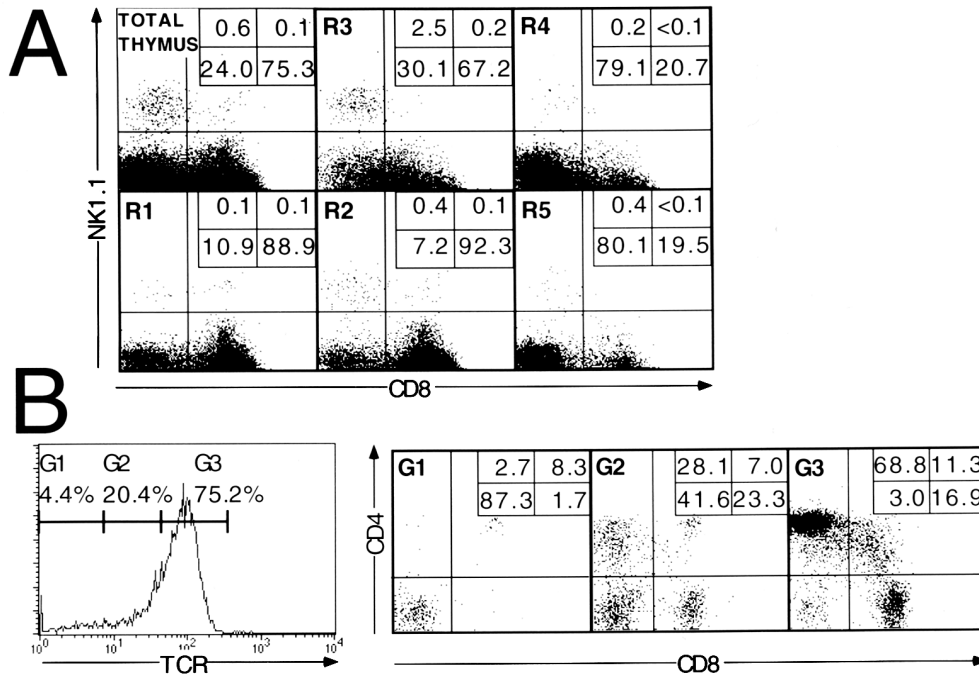 A
TOTAL THYMUS
0.6 0.1
24.0 75.3
R3
2.5 0.2
30.1 67.2
R4
0.2 <0.1
79.1 20.7
R1
0.1 0.1
10.9 88.9
R2
0.4 0.1
7.2 92.3
R5
0.4 <0.1
80.1 19.5
NK1.1
CD8
B
G1 G2 G3
4.4% 20.4% 75.2%
10^0 10^1 10^2 10^3 10^4
TCR
CD4
G1
2.7 8.3
87.3 1.7
G2
28.1 7.0
41.6 23.3
G3
68.8 11.3
3.0 16.9
CD8